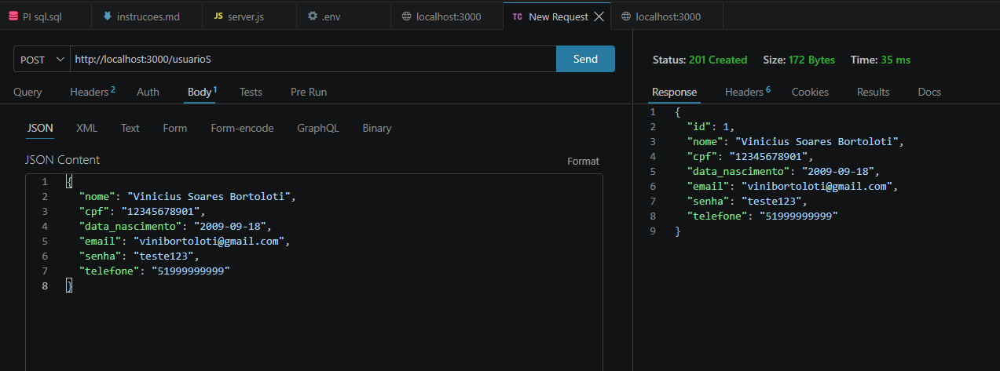 PI sql.sql instrucoes.md JS server.js .env localhost:3000 TC New Request localhost:3000
POST http://localhost:3000/usuarioS Send
Query Headers 2 Auth Body 1 Tests Pre Run
JSON XML Text Form Form-encode GraphQL Binary
JSON Content Format
1 {
2 "nome": "Vinicius Soares Bortoloti",
3 "cpf": "12345678901",
4 "data_nascimento": "2009-09-18",
5 "email": "vinibortoloti@gmail.com",
6 "senha": "teste123",
7 "telefone": "51999999999"
8 }
Status: 201 Created Size: 172 Bytes Time: 35 ms
Response Headers 6 Cookies Results Docs
1 {
2 "id": 1,
3 "nome": "Vinicius Soares Bortoloti",
4 "cpf": "12345678901",
5 "data_nascimento": "2009-09-18",
6 "email": "vinibortoloti@gmail.com",
7 "senha": "teste123",
8 "telefone": "51999999999"
9 }